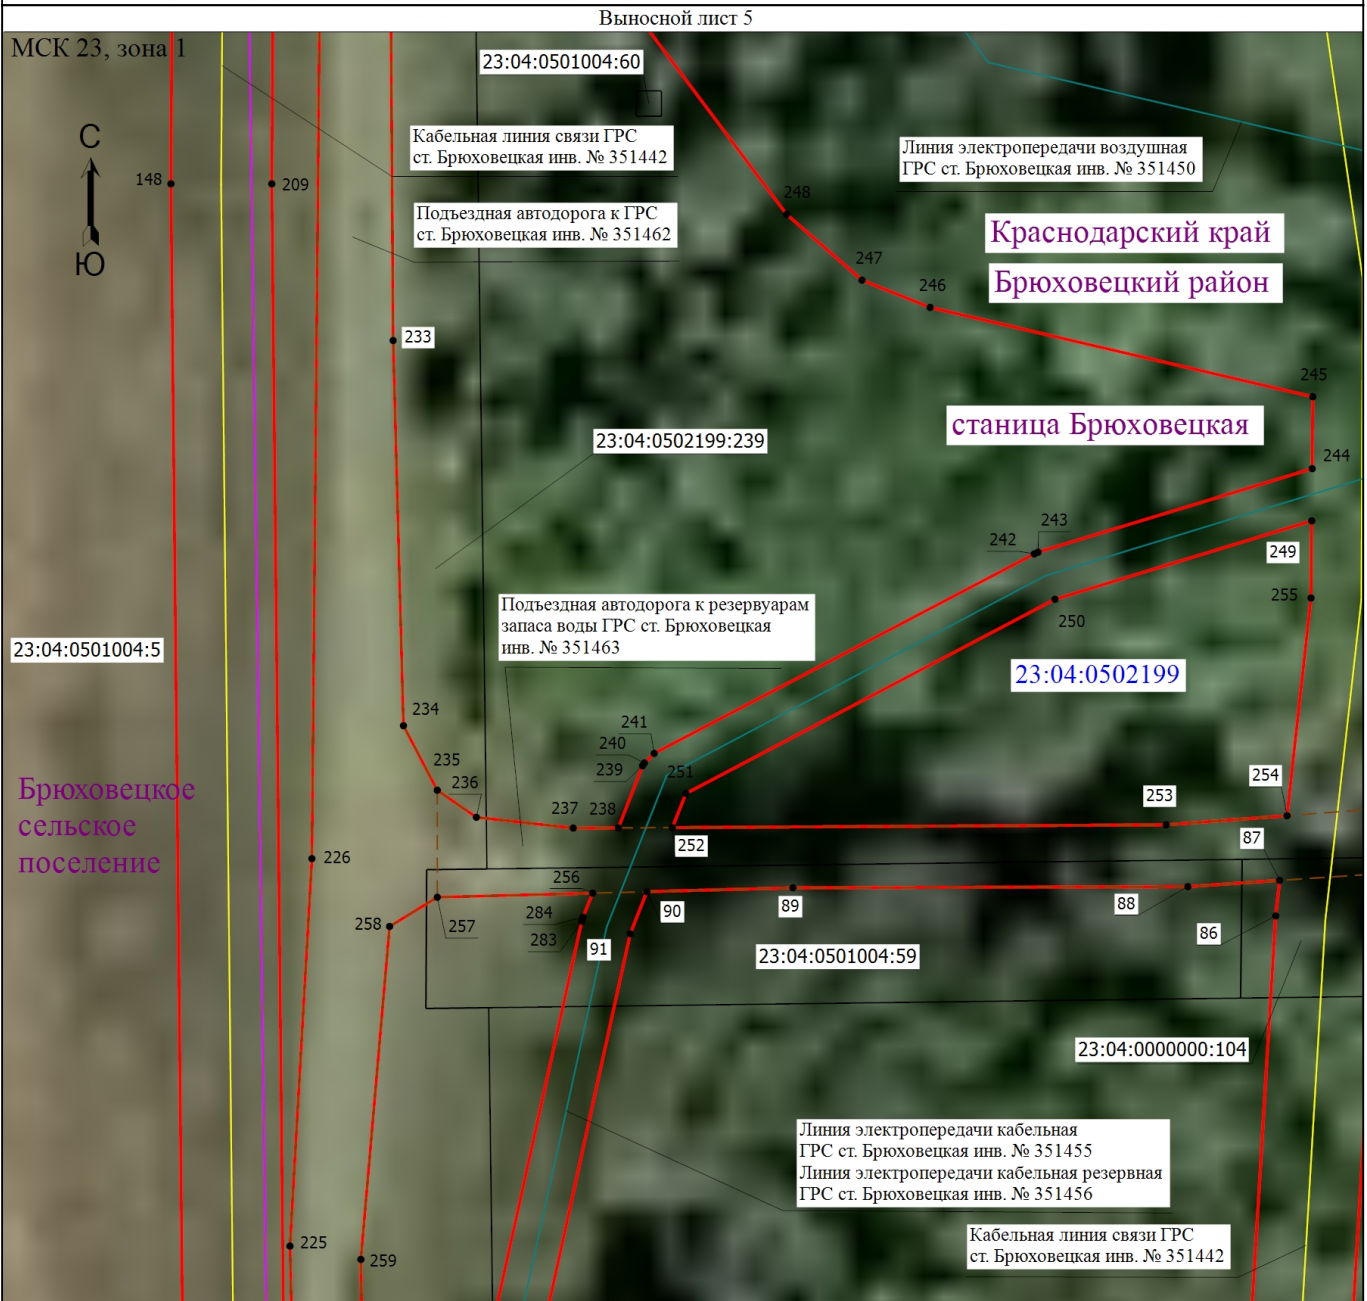 Выносной лист 5
МСК 23, зона 1
23:04:0501004:60
С
Ю
Кабельная линия связи ГРС
ст. Брюховецкая инв. № 351442
Линия электропередачи воздушная
ГРС ст. Брюховецкая инв. № 351450
148
209
248
Подъездная автодорога к ГРС
ст. Брюховецкая инв. № 351462
Краснодарский край
247
246
Брюховецкий район
233
245
станица Брюховецкая
23:04:0502199:239
244
243
242
249
255
250
Подъездная автодорога к резервуарам
запаса воды ГРС ст. Брюховецкая
инв. № 351463
23:04:0501004:5
23:04:0502199
234
241
240
239
251
235
236
254
Брюховецкое
сельское
поселение
237
238
253
252
87
226
256
284
283
90
89
88
258
257
91
86
23:04:0501004:59
23:04:0000000:104
Линия электропередачи кабельная
ГРС ст. Брюховецкая инв. № 351455
Линия электропередачи кабельная резервная
ГРС ст. Брюховецкая инв. № 351456
225
259
Кабельная линия связи ГРС
ст. Брюховецкая инв. № 351442